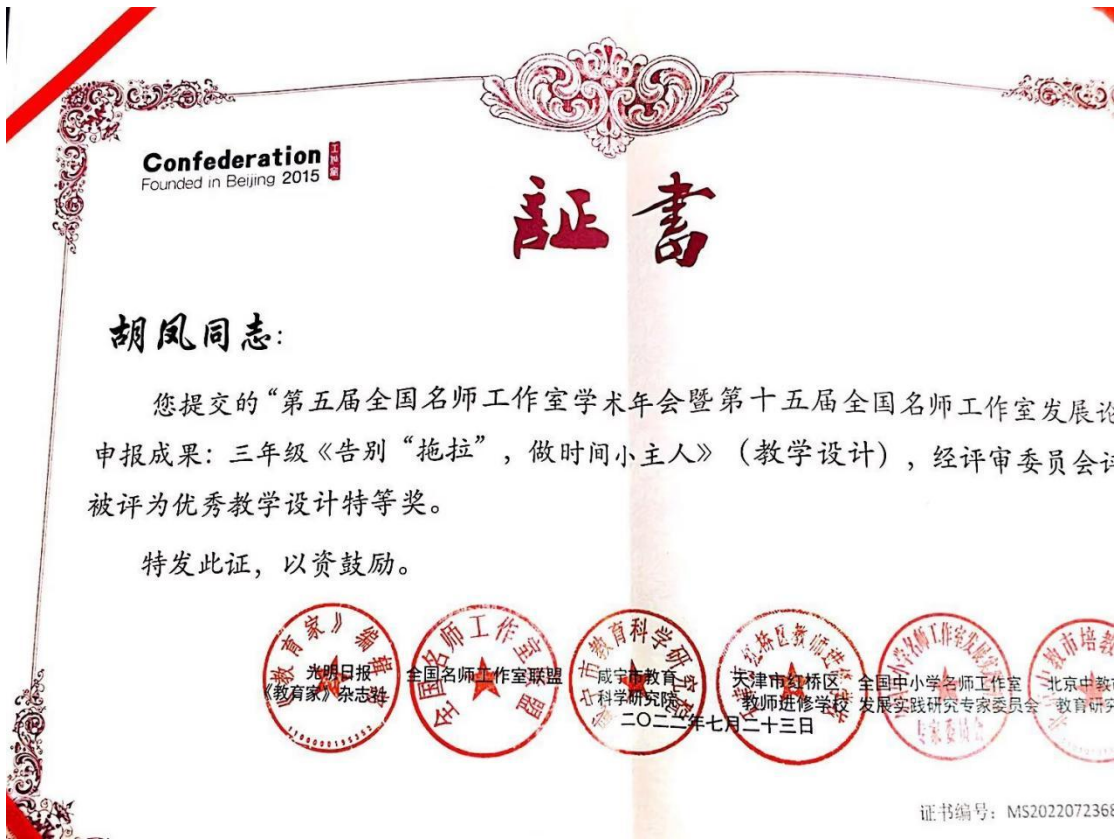 Confederation
工作室
Founded in Beijing 2015
証書
胡凤同志:
您提交的“第五届全国名师工作室学术年会暨第十五届全国名师工作室发展论
申报成果：三年级《告别“拖拉”，做时间小主人》（教学设计），经评审委员会评
被评为优秀教学设计特等奖。
特发此证，以资鼓励。
光明日报
《教育家》杂志社
全国名师工作室联盟
咸宁市教育
科学研究院
天津市红桥区
教师进修学校
全国中小学名师工作室
发展实践研究专家委员会
北京中教市
教育研究
二〇二二年七月二十三日
证书编号：MS2022072368